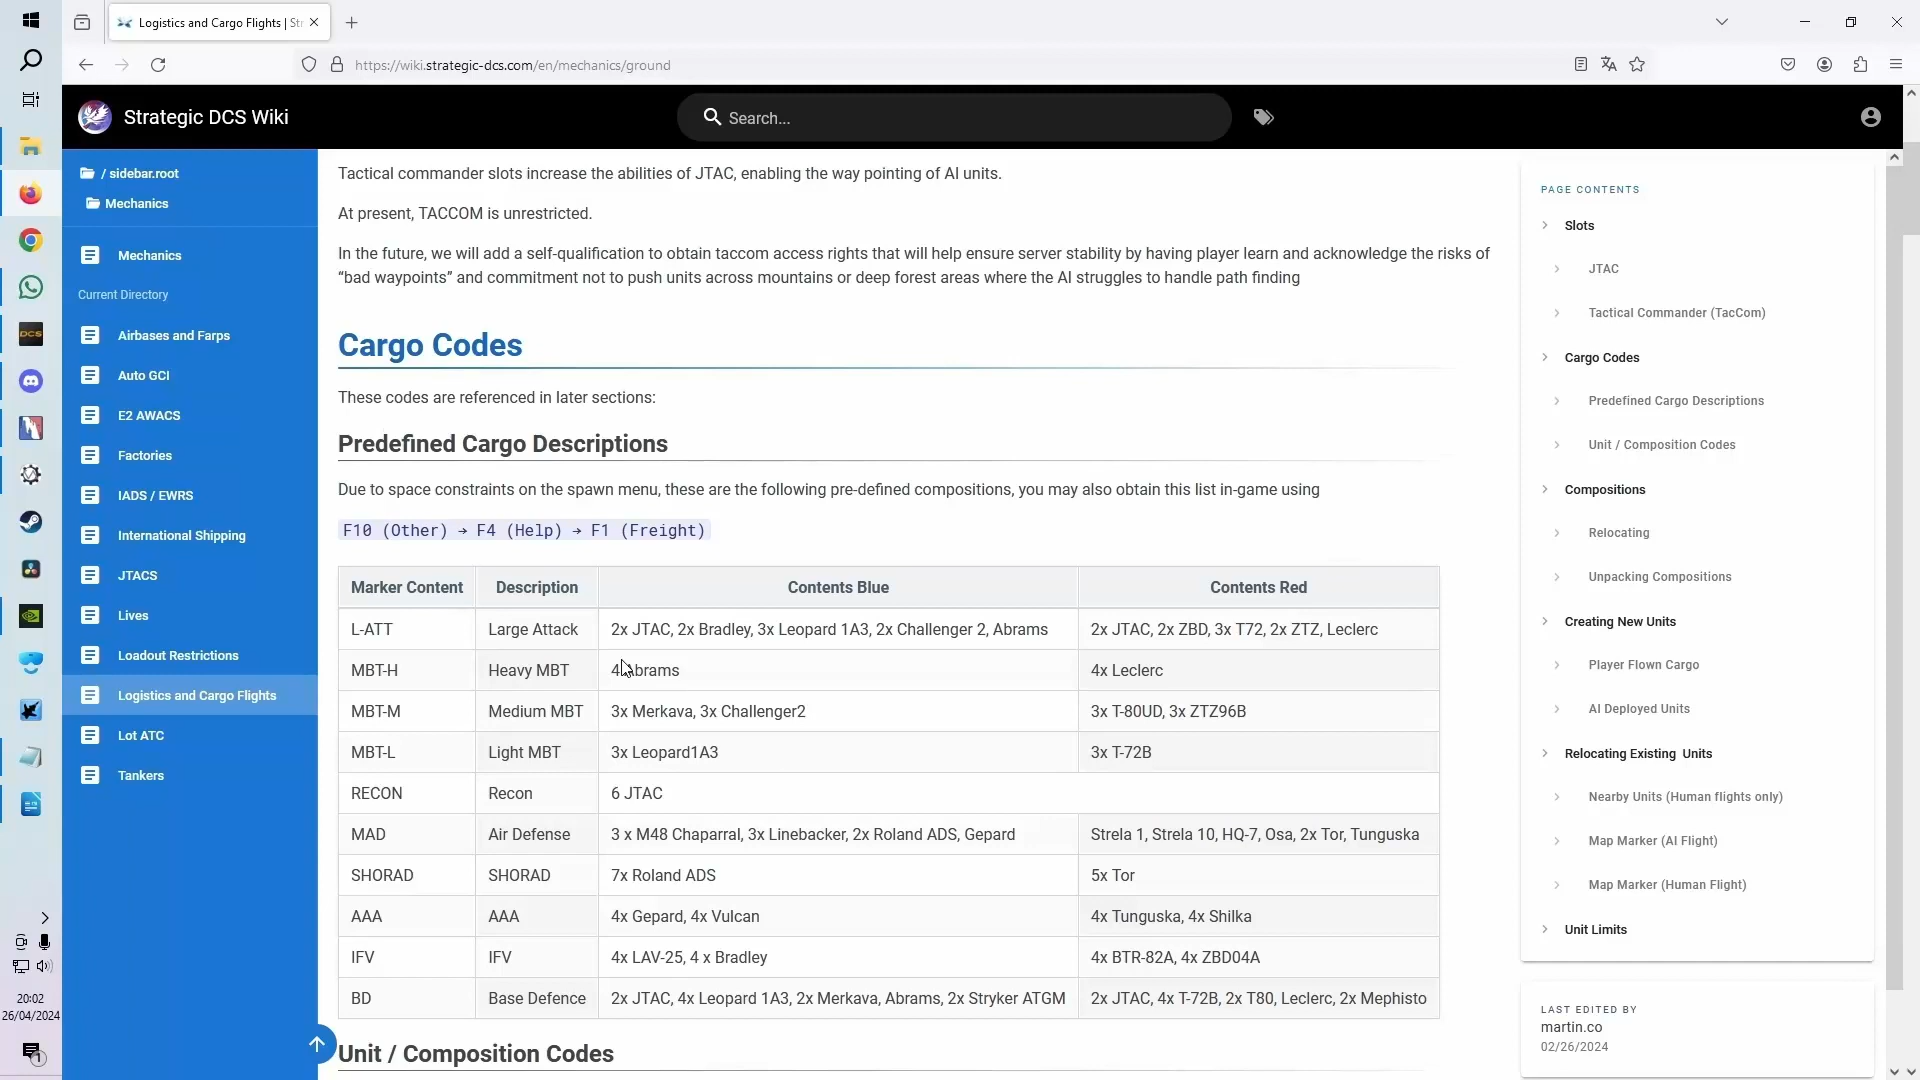 Logistics and Cargo Flights | Str
https://wiki.strategic-dcs.com/en/mechanics/ground
Strategic DCS Wiki
Search...
/ sidebar.root
Mechanics
Mechanics
Current Directory
Airbases and Farps
Auto GCI
E2 AWACS
Factories
IADS / EWRS
International Shipping
JTACS
Lives
Loadout Restrictions
Logistics and Cargo Flights
Lot ATC
Tankers
Tactical commander slots increase the abilities of JTAC, enabling the way pointing of AI units.
At present, TACCOM is unrestricted.
In the future, we will add a self-qualification to obtain taccom access rights that will help ensure server stability by having player learn and acknowledge the risks of
“bad waypoints” and commitment not to push units across mountains or deep forest areas where the AI struggles to handle path finding
Cargo Codes
These codes are referenced in later sections:
Predefined Cargo Descriptions
Due to space constraints on the spawn menu, these are the following pre-defined compositions, you may also obtain this list in-game using
F10 (Other) → F4 (Help) → F1 (Freight)
Marker Content Description Contents Blue Contents Red
L-ATT Large Attack 2x JTAC, 2x Bradley, 3x Leopard 1A3, 2x Challenger 2, Abrams 2x JTAC, 2x ZBD, 3x T72, 2x ZTZ, Leclerc
MBT-H Heavy MBT 4 Abrams 4x Leclerc
MBT-M Medium MBT 3x Merkava, 3x Challenger2 3x T-80UD, 3x ZTZ96B
MBT-L Light MBT 3x Leopard1A3 3x T-72B
RECON Recon 6 JTAC
MAD Air Defense 3 x M48 Chaparral, 3x Linebacker, 2x Roland ADS, Gepard Strela 1, Strela 10, HQ-7, Osa, 2x Tor, Tunguska
SHORAD SHORAD 7x Roland ADS 5x Tor
AAA AAA 4x Gepard, 4x Vulcan 4x Tunguska, 4x Shilka
IFV IFV 4x LAV-25, 4 x Bradley 4x BTR-82A, 4x ZBD04A
BD Base Defence 2x JTAC, 4x Leopard 1A3, 2x Merkava, Abrams, 2x Stryker ATGM 2x JTAC, 4x T-72B, 2x T80, Leclerc, 2x Mephisto
Unit / Composition Codes
PAGE CONTENTS
Slots
JTAC
Tactical Commander (TacCom)
Cargo Codes
Predefined Cargo Descriptions
Unit / Composition Codes
Compositions
Relocating
Unpacking Compositions
Creating New Units
Player Flown Cargo
AI Deployed Units
Relocating Existing Units
Nearby Units (Human flights only)
Map Marker (AI Flight)
Map Marker (Human Flight)
Unit Limits
LAST EDITED BY
martin.co
02/26/2024
DCS
20:02
26/04/2024
1